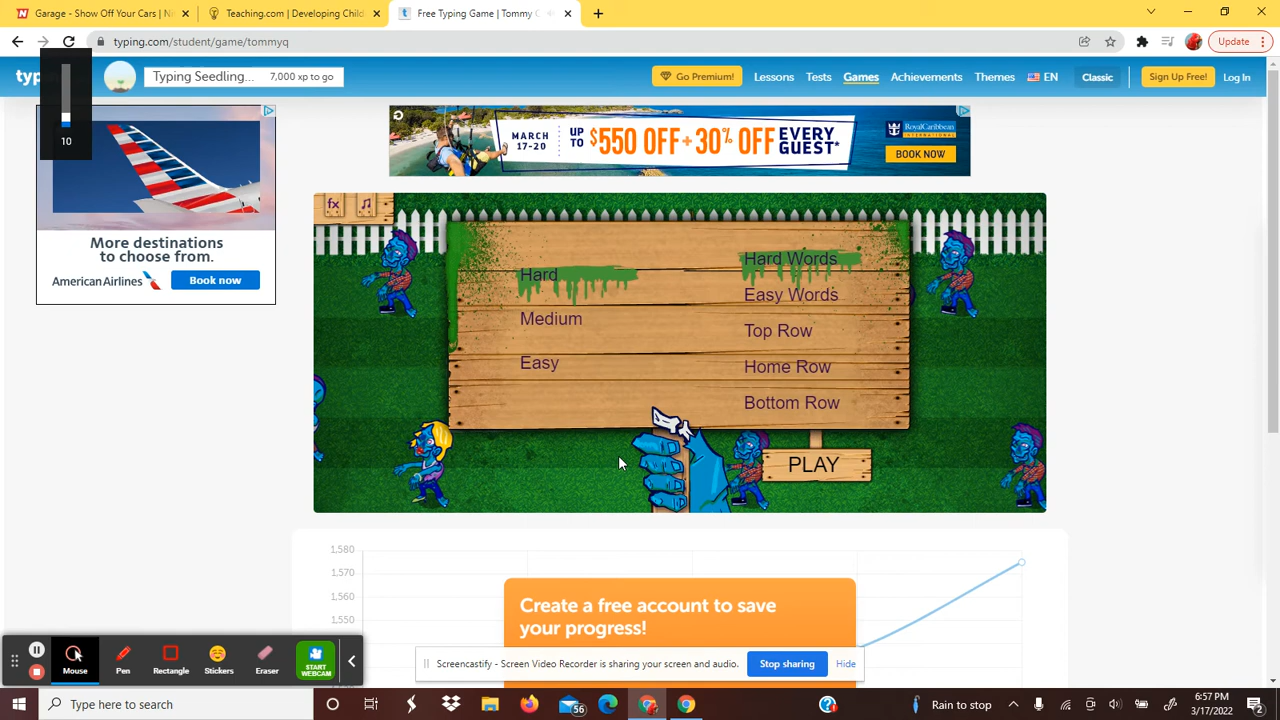 Garage - Show Off Your Cars | Ni
Teaching.com | Developing Child
Free Typing Game | Tommy Q
typing.com/student/game/tommyq
Update
Typing Seedling... 7,000 xp to go
Go Premium! Lessons Tests Games Achievements Themes EN Classic Sign Up Free! Log In
10
MARCH
17-20
UP
TO
$550 OFF + 30% OFF
EVERY
GUEST*
RoyalCaribbean
INTERNATIONAL
BOOK NOW
More destinations
to choose from.
American Airlines
Book now
fx
Hard
Medium
Easy
Hard Words
Easy Words
Top Row
Home Row
Bottom Row
PLAY
1,580
1,570
1,560
1,550
Create a free account to save
your progress!
Mouse Pen Rectangle Stickers Eraser START
WEBCAM
Screencastify - Screen Video Recorder is sharing your screen and audio. Stop sharing Hide
Type here to search
56
Rain to stop
6:57 PM
3/17/2022
2